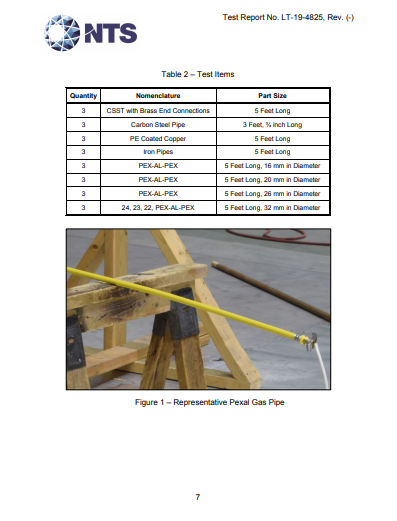 Test Report No. LT-19-4825, Rev. (-)
NTS
Table 2 – Test Items
Quantity Nomenclature Part Size
3 CSST with Brass End Connections 5 Feet Long
3 Carbon Steel Pipe 3 Feet, ¾ inch Long
3 PE Coated Copper 5 Feet Long
3 Iron Pipes 5 Feet Long
3 PEX-AL-PEX 5 Feet Long, 16 mm in Diameter
3 PEX-AL-PEX 5 Feet Long, 20 mm in Diameter
3 PEX-AL-PEX 5 Feet Long, 26 mm in Diameter
3 24, 23, 22, PEX-AL-PEX 5 Feet Long, 32 mm in Diameter
Figure 1 – Representative Pexal Gas Pipe
7